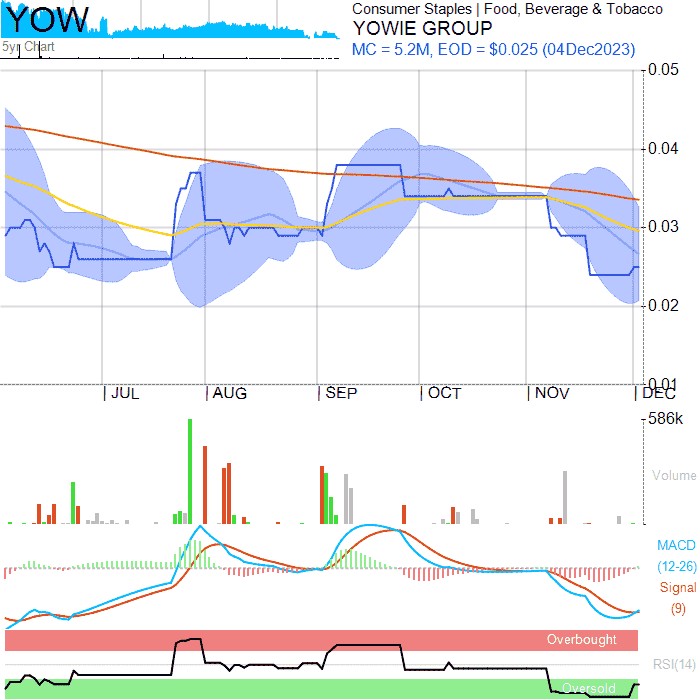 YOW
5yr Chart
Consumer Staples | Food, Beverage & Tobacco
YOWIE GROUP
MC = 5.2M, EOD = $0.025 (04Dec2023)
0.05
0.04
0.03
0.02
0.01
JUL AUG SEP OCT NOV DEC
586k
Volume
MACD
(12-26)
Signal
(9)
Overbought
RSI(14)
Oversold